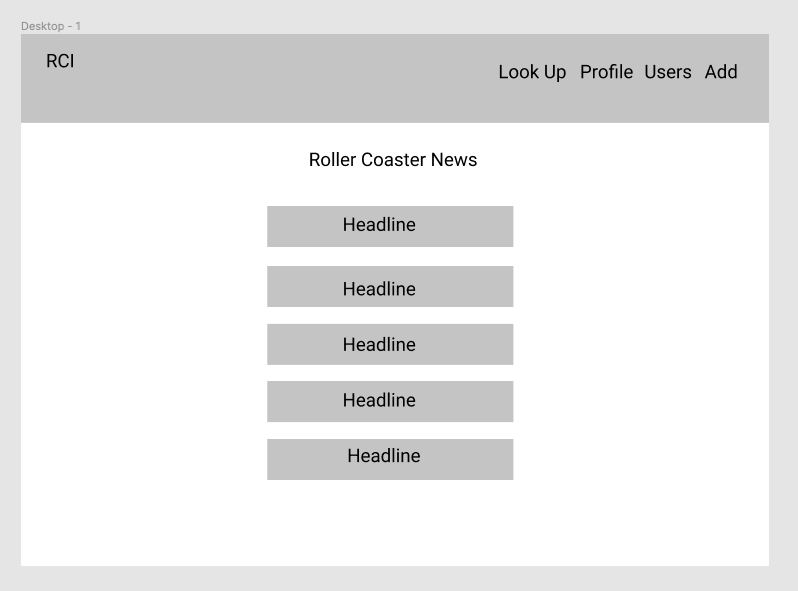 Desktop - 1
RCI
Look Up Profile Users Add
Roller Coaster News
Headline
Headline
Headline
Headline
Headline